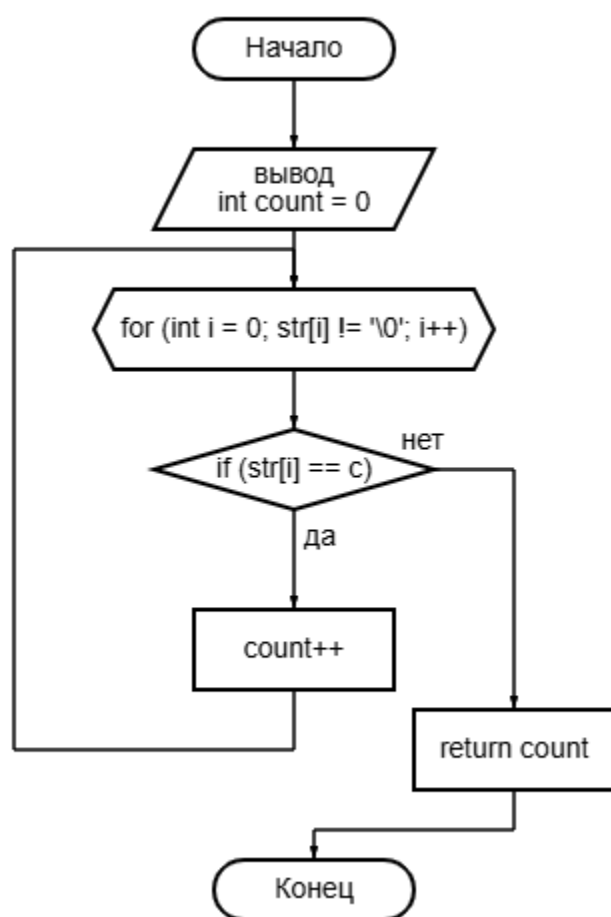 Начало
вывод
int count = 0
for (int i = 0; str[i] != '\0'; i++)
if (str[i] == c)
нет
да
count++
return count
Конец